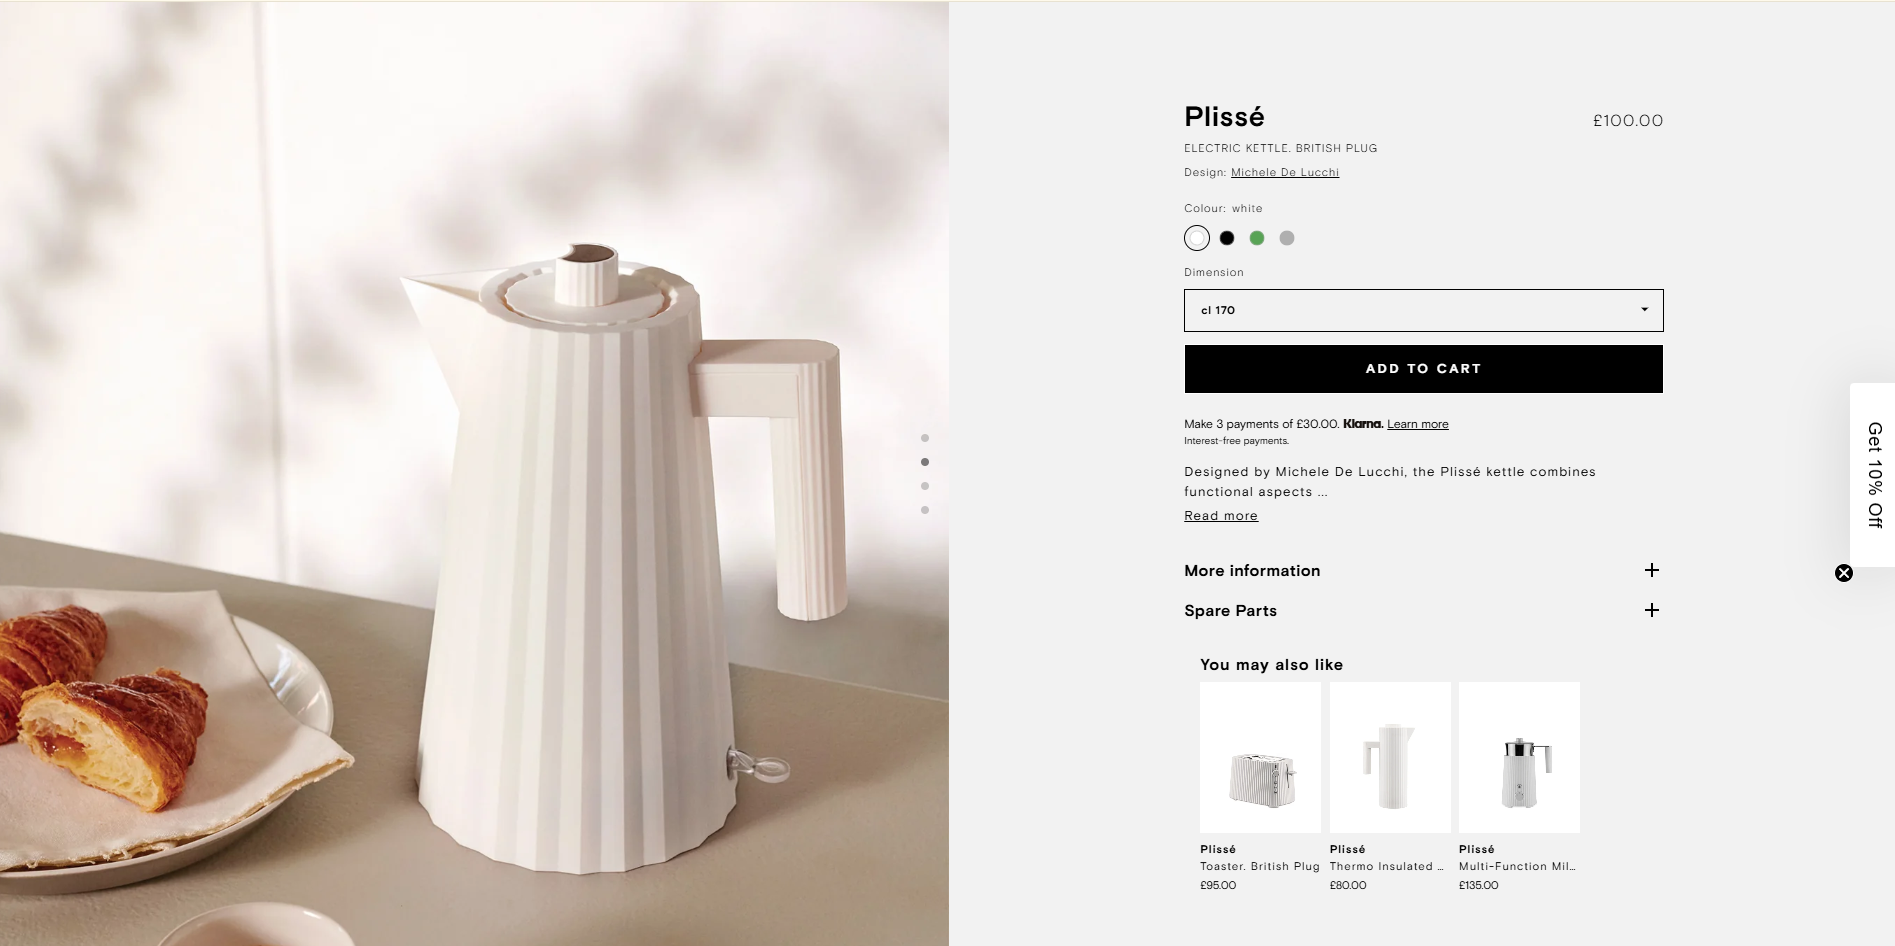 Plissé
£100.00
ELECTRIC KETTLE. BRITISH PLUG
Design: Michele De Lucchi
Colour: white
Dimension
cl 170
ADD TO CART
Make 3 payments of £30.00. Klarna. Learn more
Interest-free payments.
Designed by Michele De Lucchi, the Plissé kettle combines
functional aspects ...
Read more
More information
Spare Parts
You may also like
Plissé
Toaster. British Plug
£95.00
Plissé
Thermo Insulated ...
£80.00
Plissé
Multi-Function Mil...
£135.00
Get 10% Off